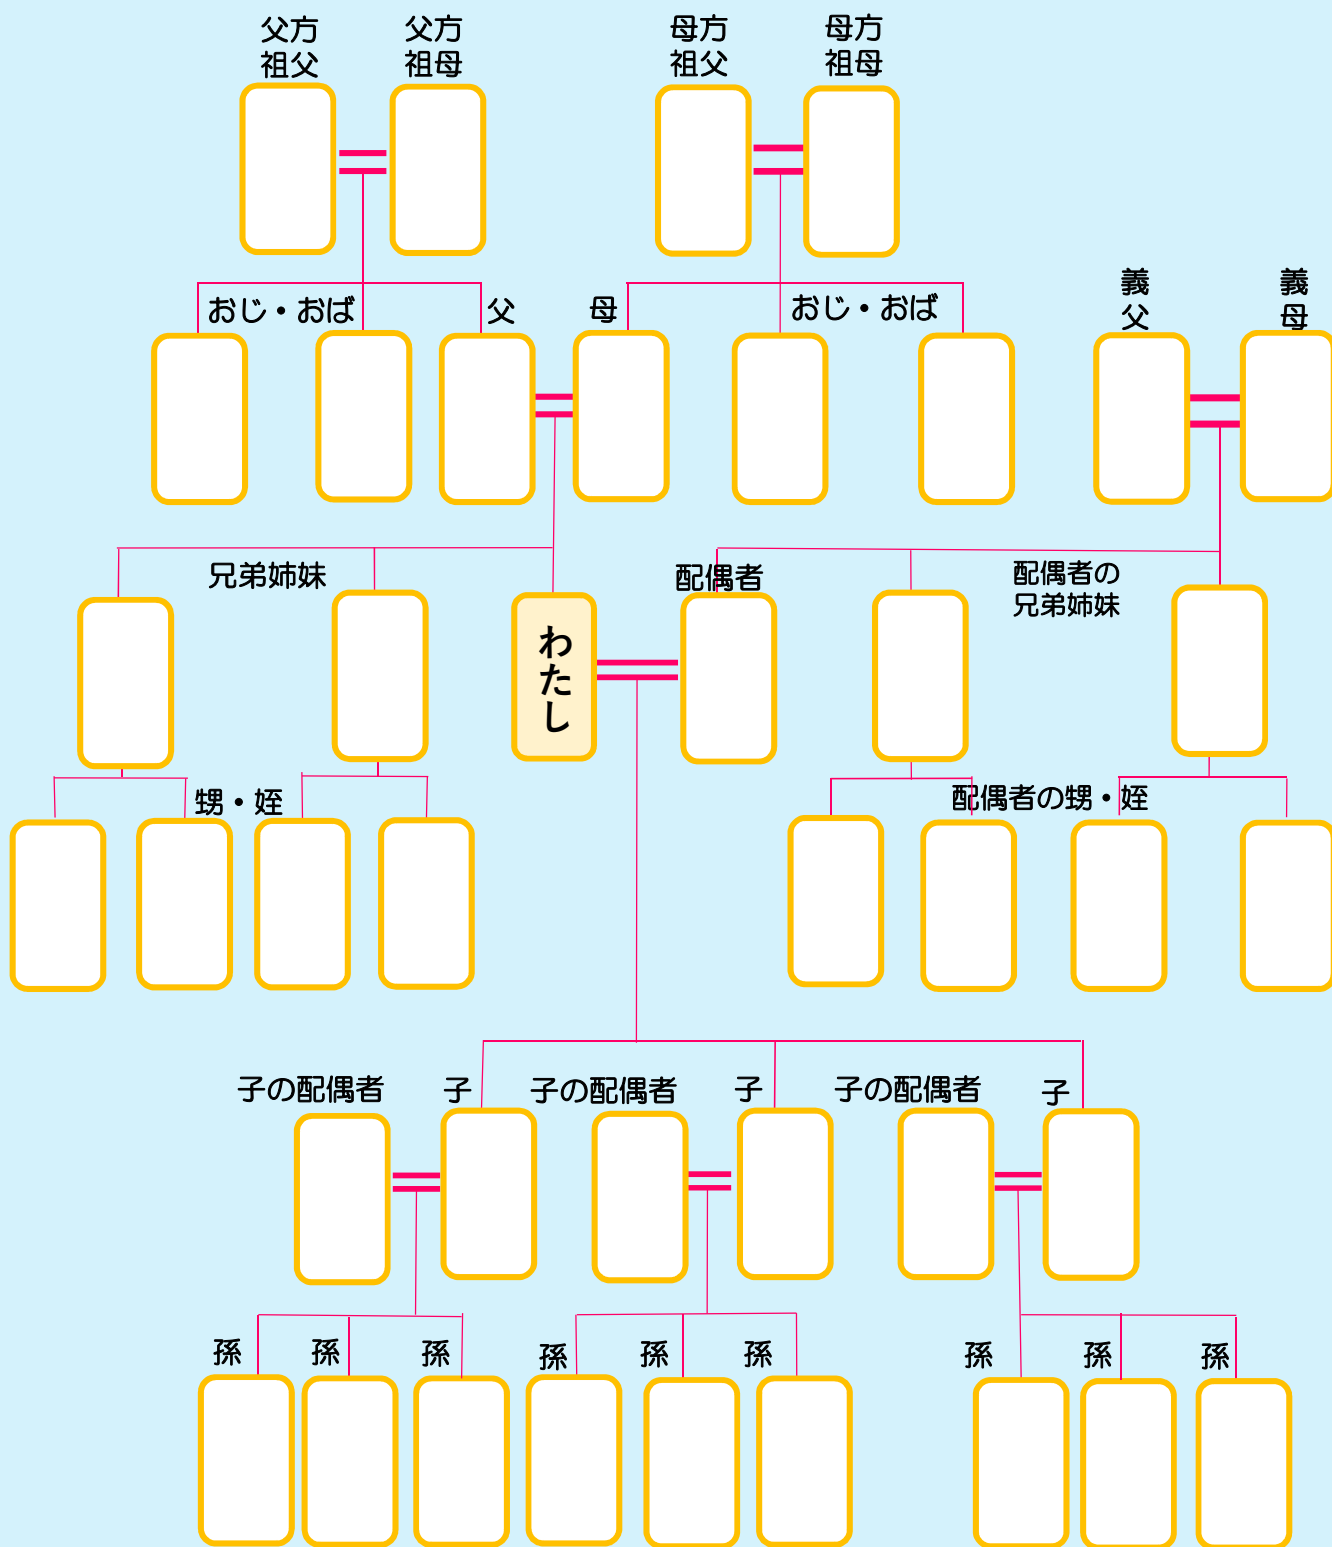 父方
祖父
父方
祖母
母方
祖父
母方
祖母
おじ・おば
父
母
おじ・おば
義
父
義
母
兄弟姉妹
わたし
配偶者
配偶者の
兄弟姉妹
甥・姪
配偶者の甥・姪
子の配偶者
子
子の配偶者
子
子の配偶者
子
孫
孫
孫
孫
孫
孫
孫
孫
孫